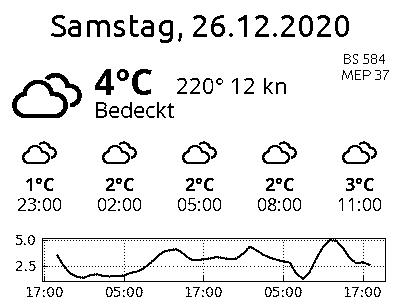 Samstag, 26.12.2020
BS 584
MEP 37
4°C 220° 12 kn
Bedeckt
1°C 2°C 2°C 2°C 3°C
23:00 02:00 05:00 08:00 11:00
5.0
2.5
17:00 05:00 17:00 05:00 17:00